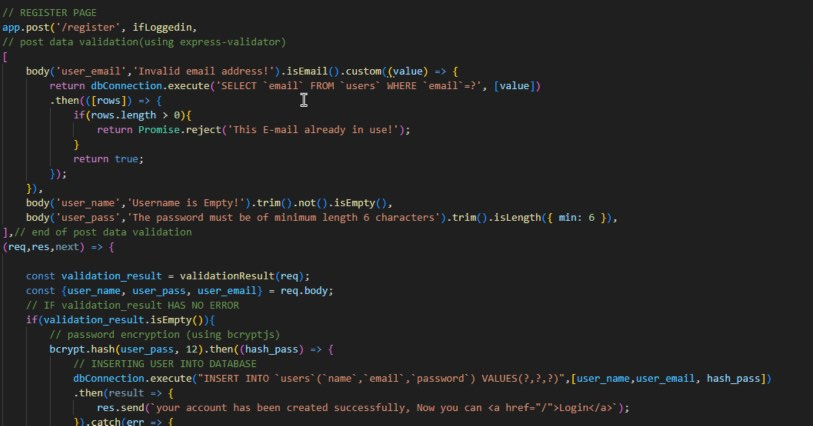 // REGISTER PAGE
app.post('/register', ifLoggedin,
// post data validation(using express-validator)
[
    body('user_email','Invalid email address!').isEmail().custom((value) => {
        return dbConnection.execute('SELECT `email` FROM `users` WHERE `email`=?', [value])
        .then(([rows]) => {
            if(rows.length > 0){
                return Promise.reject('This E-mail already in use!');
            }
            return true;
        });
    }),
    body('user_name','Username is Empty!').trim().not().isEmpty(),
    body('user_pass','The password must be of minimum length 6 characters').trim().isLength({ min: 6 }),
],// end of post data validation
(req,res,next) => {
    const validation_result = validationResult(req);
    const {user_name, user_pass, user_email} = req.body;
    // IF validation_result HAS NO ERROR
    if(validation_result.isEmpty()){
        // password encryption (using bcryptjs)
        bcrypt.hash(user_pass, 12).then((hash_pass) => {
            // INSERTING USER INTO DATABASE
            dbConnection.execute("INSERT INTO `users`(`name`,`email`,`password`) VALUES(?,?,?)",[user_name,user_email, hash_pass])
            .then(result => {
                res.send(`your account has been created successfully, Now you can <a href="/">Login</a>`);
            }).catch(err => {